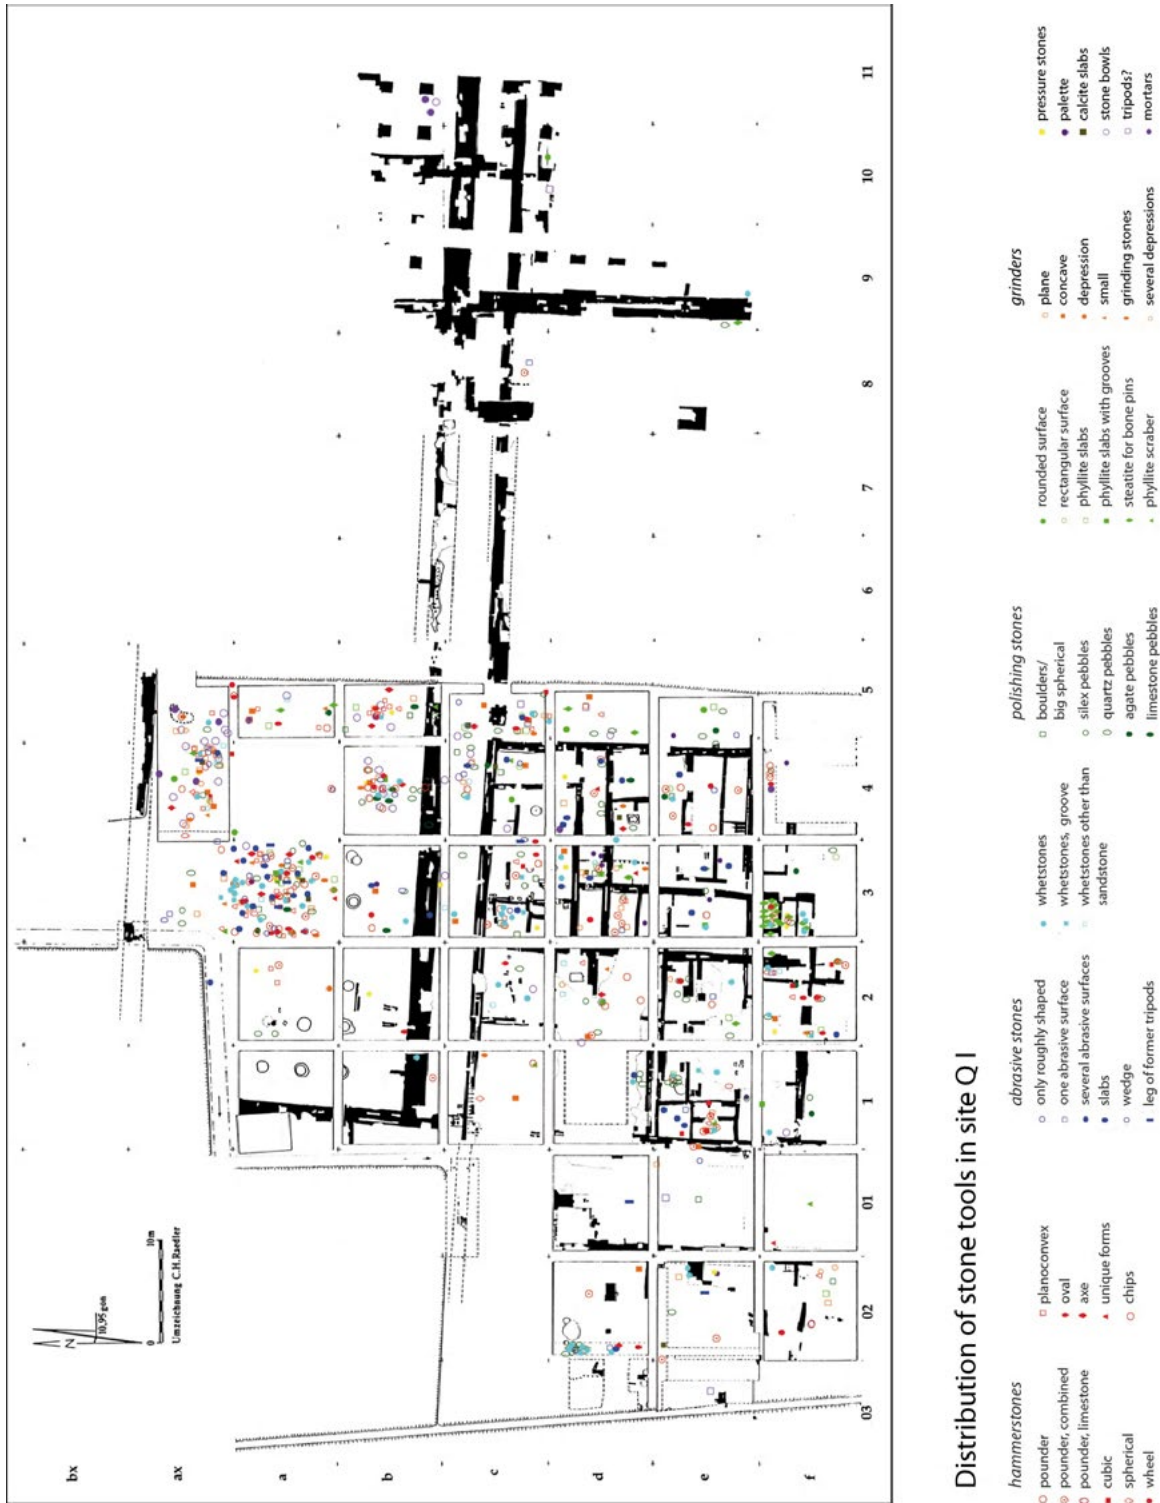 bx
ax
a
b
c
d
e
f
03
02
01
1
2
3
4
5
6
7
8
9
10
11
N
10,95 gon
0
10m
Umzeichnung C.H.Raedler
Distribution of stone tools in site Q I
hammerstones
pounder
pounder, combined
pounder, limestone
cubic
spherical
wheel
planoconvex
oval
axe
unique forms
chips
abrasive stones
only roughly shaped
one abrasive surface
several abrasive surfaces
slabs
wedge
leg of former tripods
whetstones
whetstones, groove
whetstones other than
sandstone
polishing stones
boulders/
big spherical
silex pebbles
quartz pebbles
agate pebbles
limestone pebbles
rounded surface
rectangular surface
phyllite slabs
phyllite slabs with grooves
steatite for bone pins
phyllite scraber
grinders
plane
concave
depression
small
grinding stones
several depressions
pressure stones
palette
calcite slabs
stone bowls
tripods?
mortars